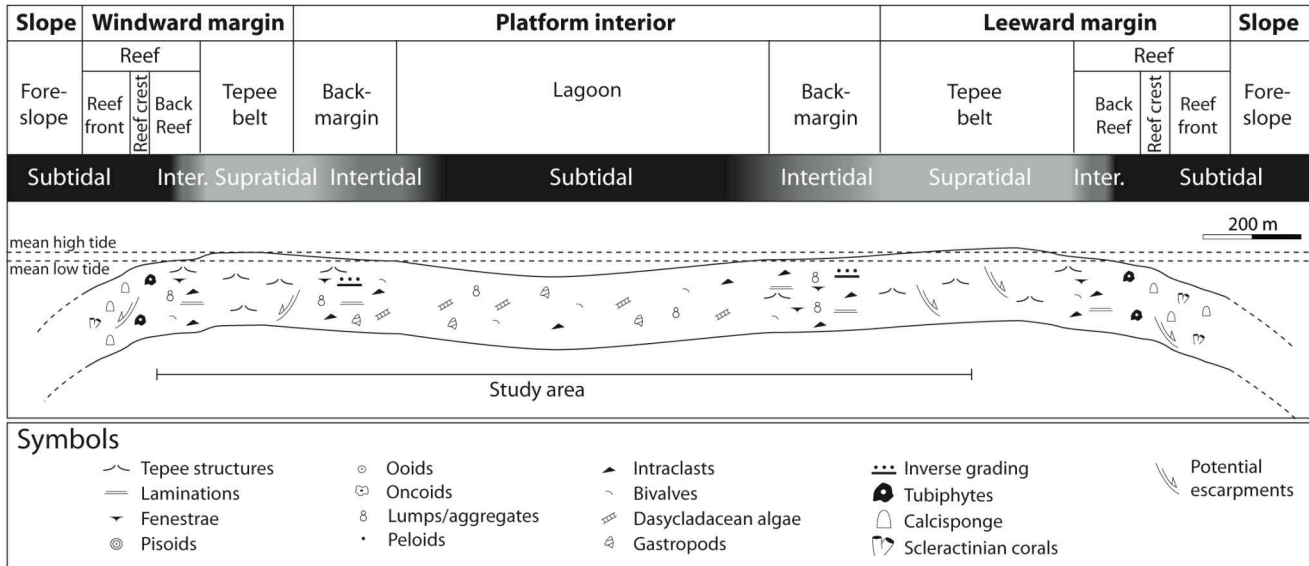 Slope Windward margin Platform interior Leeward margin Slope
Reef Reef
Fore-
slope
Reef
front
Reef crest
Back
Reef
Tepee
belt
Back-
margin
Lagoon
Back-
margin
Tepee
belt
Back
Reef
Reef crest
Reef
front
Fore-
slope
Subtidal Inter. Supratidal Intertidal Subtidal Intertidal Supratidal Inter. Subtidal
200 m
mean high tide
mean low tide
Study area
Symbols
Tepee structures Ooids Intraclasts Inverse grading Potential
escarpments
Laminations Oncoids Bivalves Tubiphytes
Fenestrae Lumps/aggregates Dasycladacean algae Calcisponge
Pisoids Peloids Gastropods Scleractinian corals